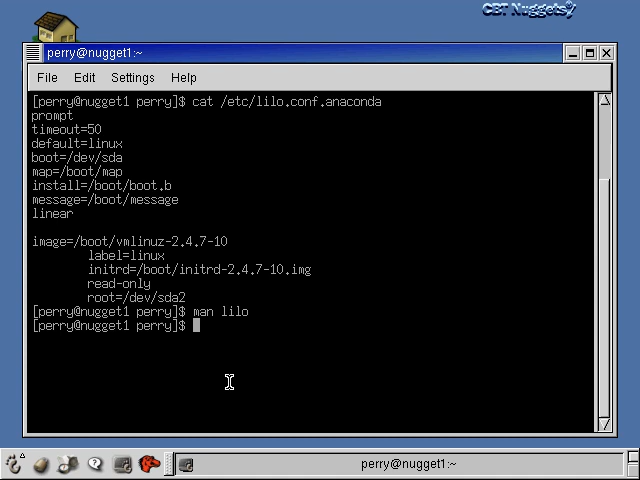 CBT Nuggets
perry@nugget1:~
File Edit Settings Help
[perry@nugget1 perry]$ cat /etc/lilo.conf.anaconda
prompt
timeout=50
default=linux
boot=/dev/sda
map=/boot/map
install=/boot/boot.b
message=/boot/message
linear
image=/boot/vmlinuz-2.4.7-10
label=linux
initrd=/boot/initrd-2.4.7-10.img
read-only
root=/dev/sda2
[perry@nugget1 perry]$ man lilo
[perry@nugget1 perry]$
perry@nugget1:~